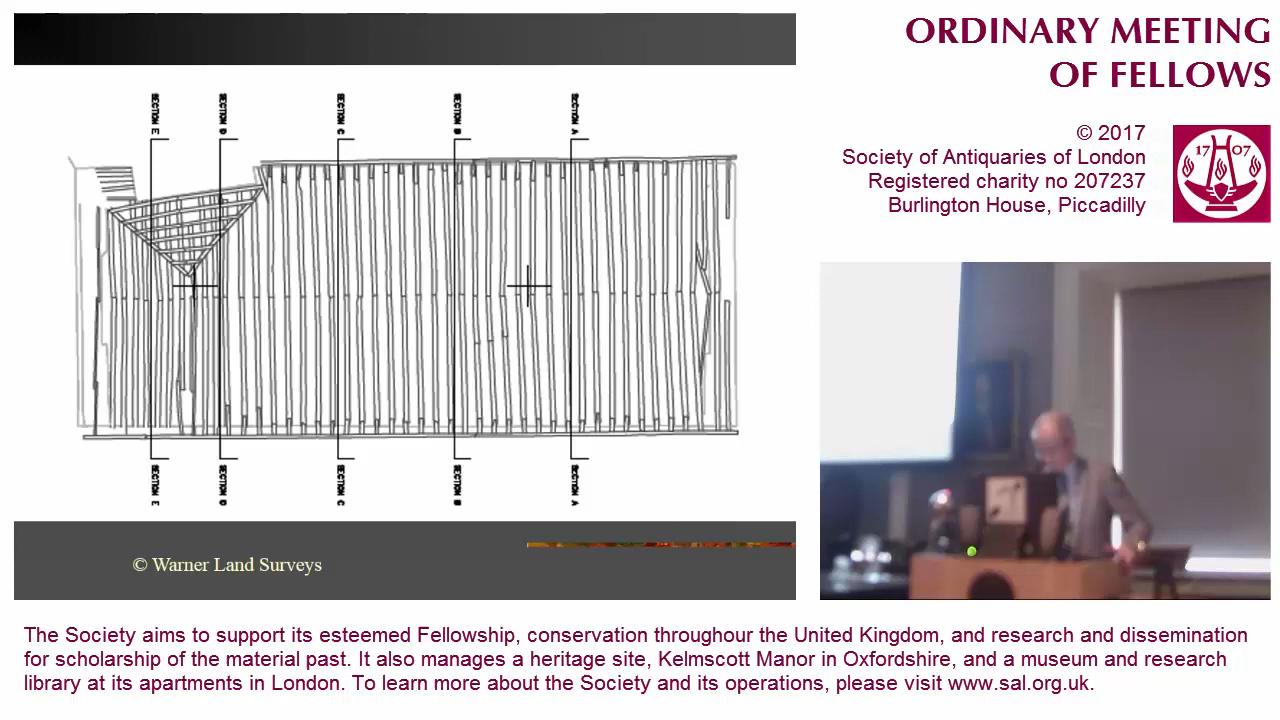 ORDINARY MEETING
OF FELLOWS
© 2017
Society of Antiquaries of London
Registered charity no 207237
Burlington House, Piccadilly
17 07
SECTION E
SECTION D
SECTION C
SECTION B
SECTION A
SECTION E
SECTION D
SECTION C
SECTION B
SECTION A
© Warner Land Surveys
The Society aims to support its esteemed Fellowship, conservation throughour the United Kingdom, and research and dissemination
for scholarship of the material past. It also manages a heritage site, Kelmscott Manor in Oxfordshire, and a museum and research
library at its apartments in London. To learn more about the Society and its operations, please visit www.sal.org.uk.